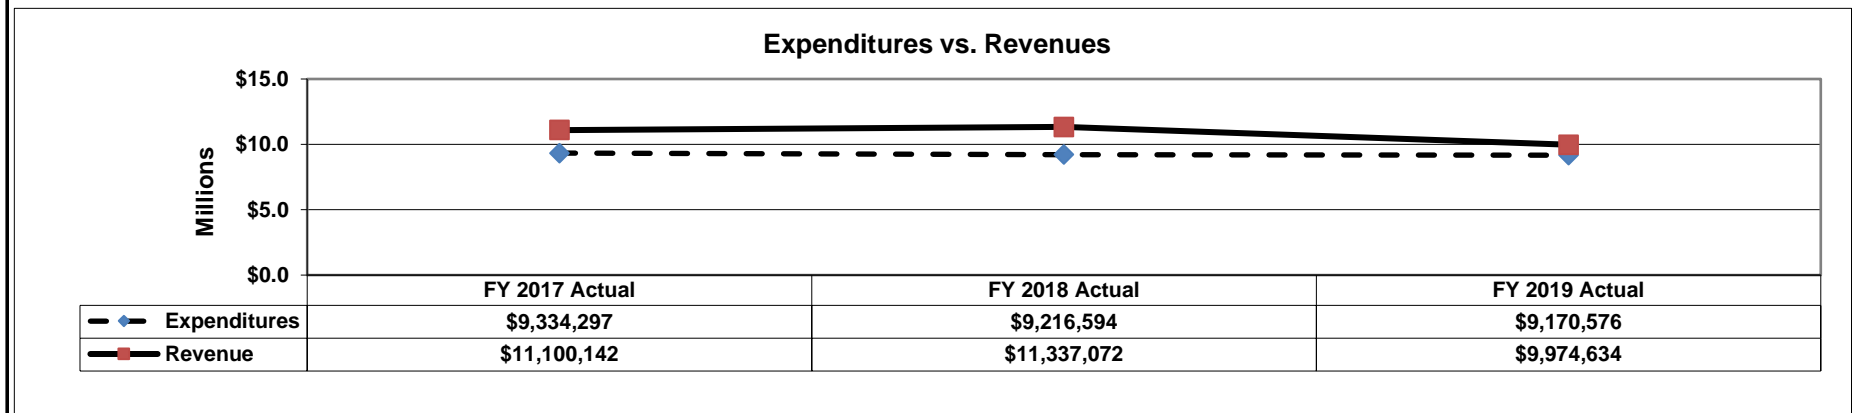 Expenditures vs. Revenues
$15.0
$10.0
$5.0
$0.0
Millions
FY 2017 Actual FY 2018 Actual FY 2019 Actual
Expenditures $9,334,297 $9,216,594 $9,170,576
Revenue $11,100,142 $11,337,072 $9,974,634